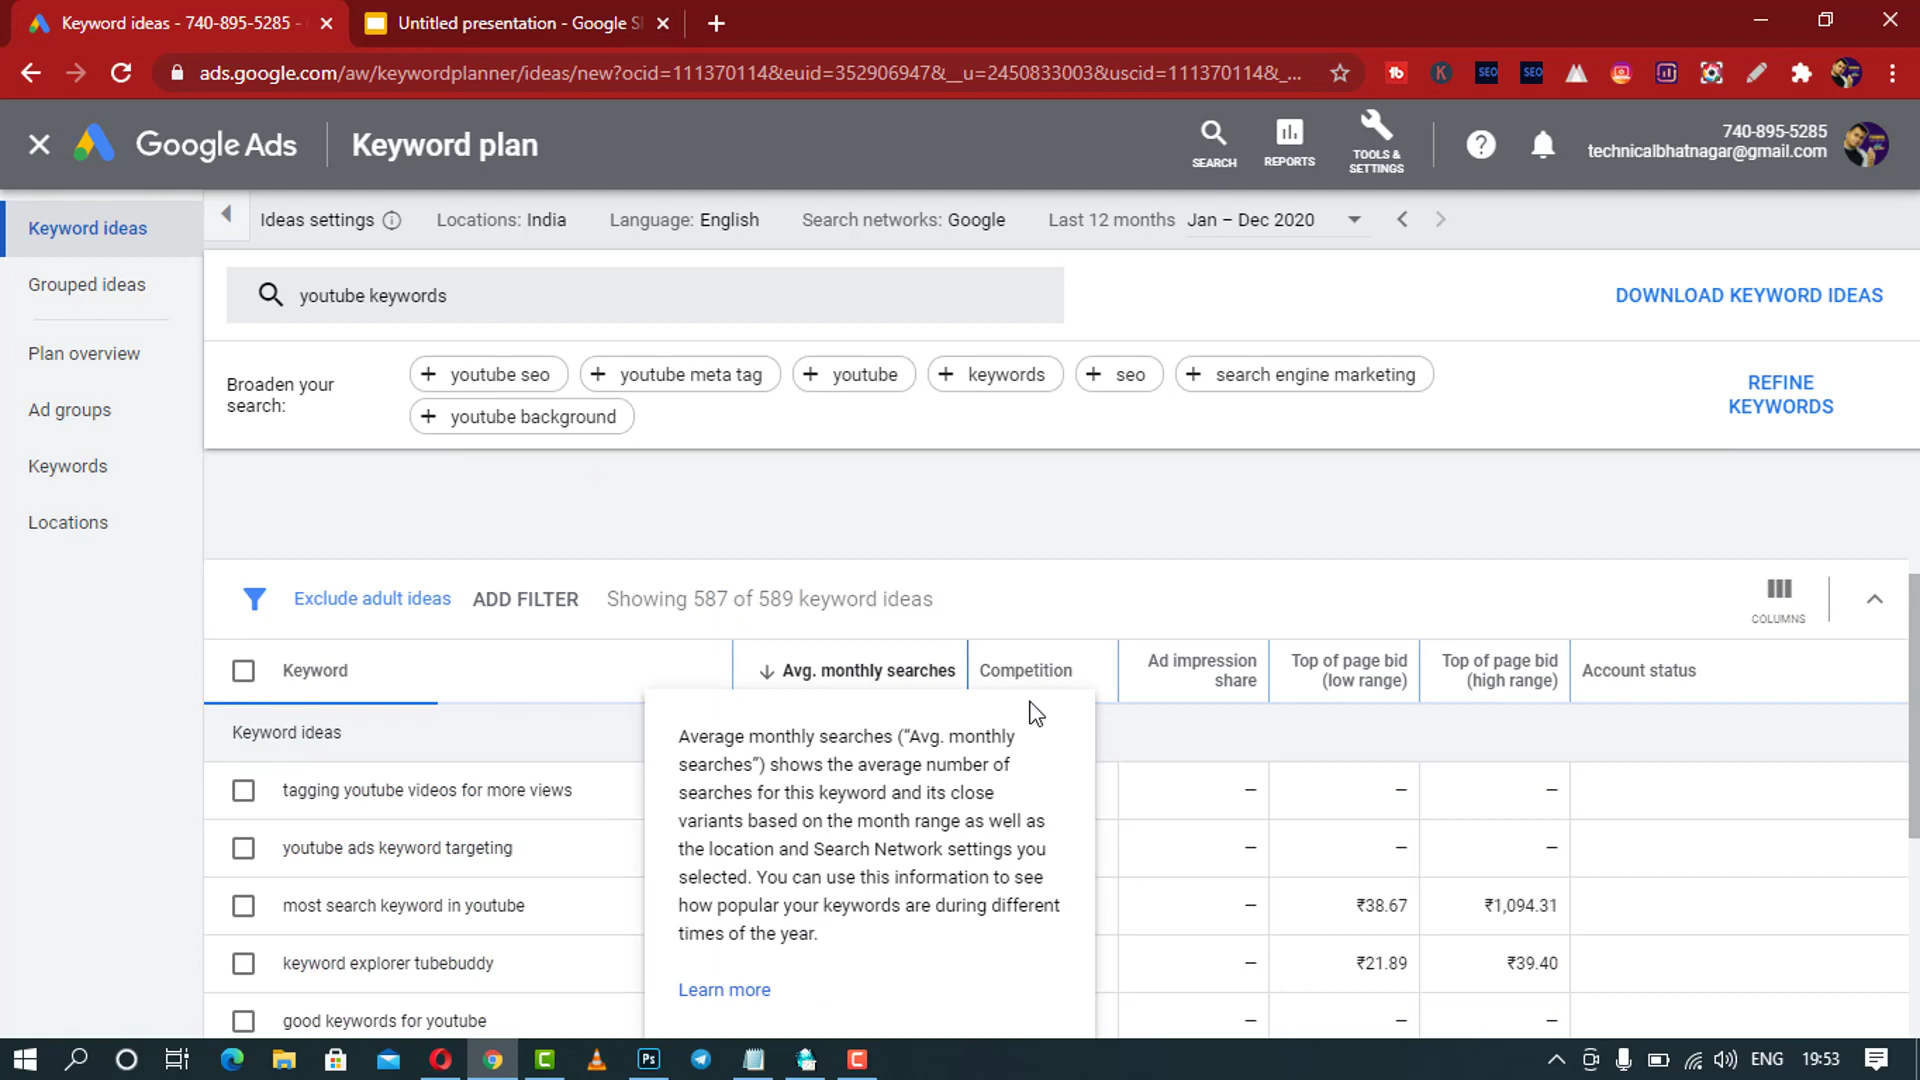 Keyword ideas - 740-895-5285 -
Untitled presentation - Google Sl
ads.google.com/aw/keywordplanner/ideas/new?ocid=111370114&euid=352906947&__u=2450833003&uscid=111370114&_...
Google Ads
Keyword plan
SEARCH
REPORTS
TOOLS &
SETTINGS
740-895-5285
technicalbhatnagar@gmail.com
Keyword ideas
Grouped ideas
Plan overview
Ad groups
Keywords
Locations
Ideas settings
Locations: India
Language: English
Search networks: Google
Last 12 months
Jan – Dec 2020
youtube keywords
DOWNLOAD KEYWORD IDEAS
Broaden your
search:
+ youtube seo
+ youtube meta tag
+ youtube
+ keywords
+ seo
+ search engine marketing
+ youtube background
REFINE
KEYWORDS
Exclude adult ideas
ADD FILTER
Showing 587 of 589 keyword ideas
COLUMNS
Keyword
Avg. monthly searches
Competition
Ad impression
share
Top of page bid
(low range)
Top of page bid
(high range)
Account status
Keyword ideas
Average monthly searches (“Avg. monthly
searches”) shows the average number of
searches for this keyword and its close
variants based on the month range as well as
the location and Search Network settings you
selected. You can use this information to see
how popular your keywords are during different
times of the year.
Learn more
tagging youtube videos for more views
– – –
youtube ads keyword targeting
– – –
most search keyword in youtube
– ₹38.67 ₹1,094.31
keyword explorer tubebuddy
– ₹21.89 ₹39.40
good keywords for youtube
– – –
Ps
ENG
19:53